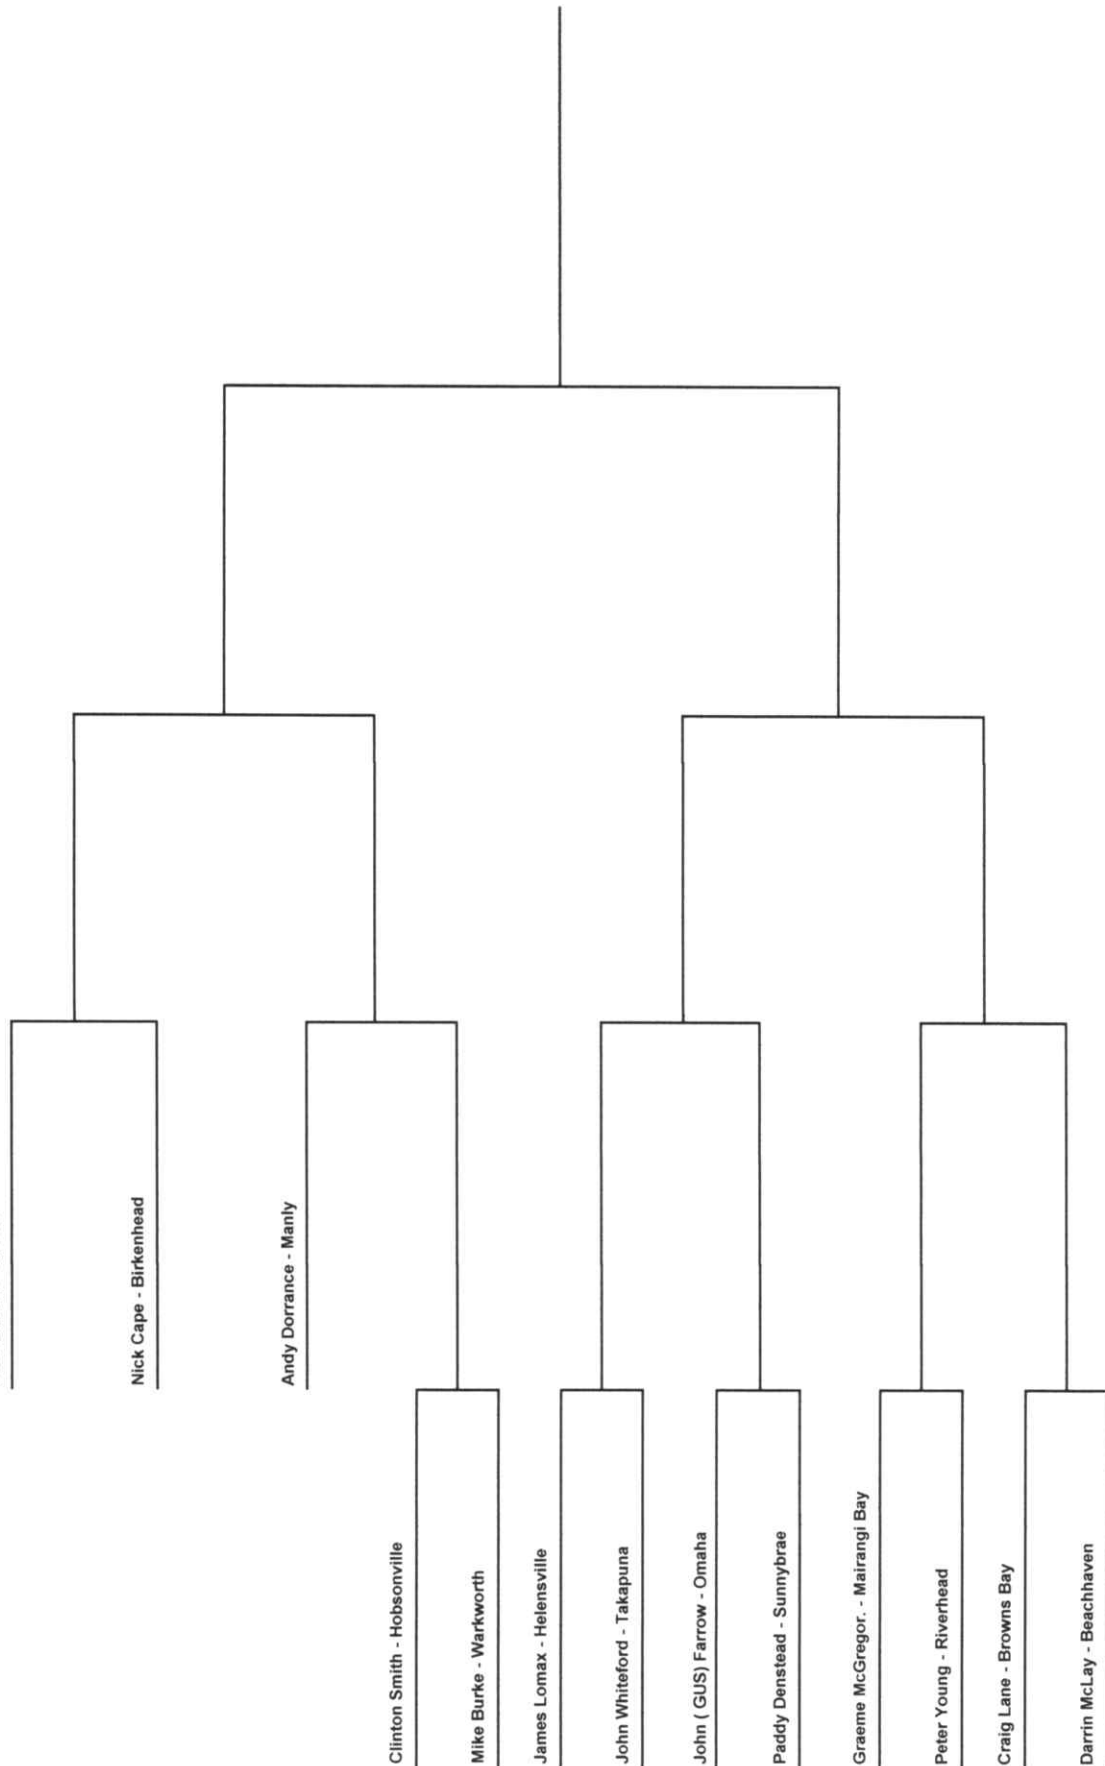 Nick Cape - Birkenhead
Andy Dorrance - Manly
Clinton Smith - Hobsonville
Mike Burke - Warkworth
James Lomax - Helensville
John Whiteford - Takapuna
John ( GUS) Farrow - Omaha
Paddy Denstead - Sunnybrae
Graeme McGregor. - Mairangi Bay
Peter Young - Riverhead
Craig Lane - Browns Bay
Darrin McLay - Beachhaven